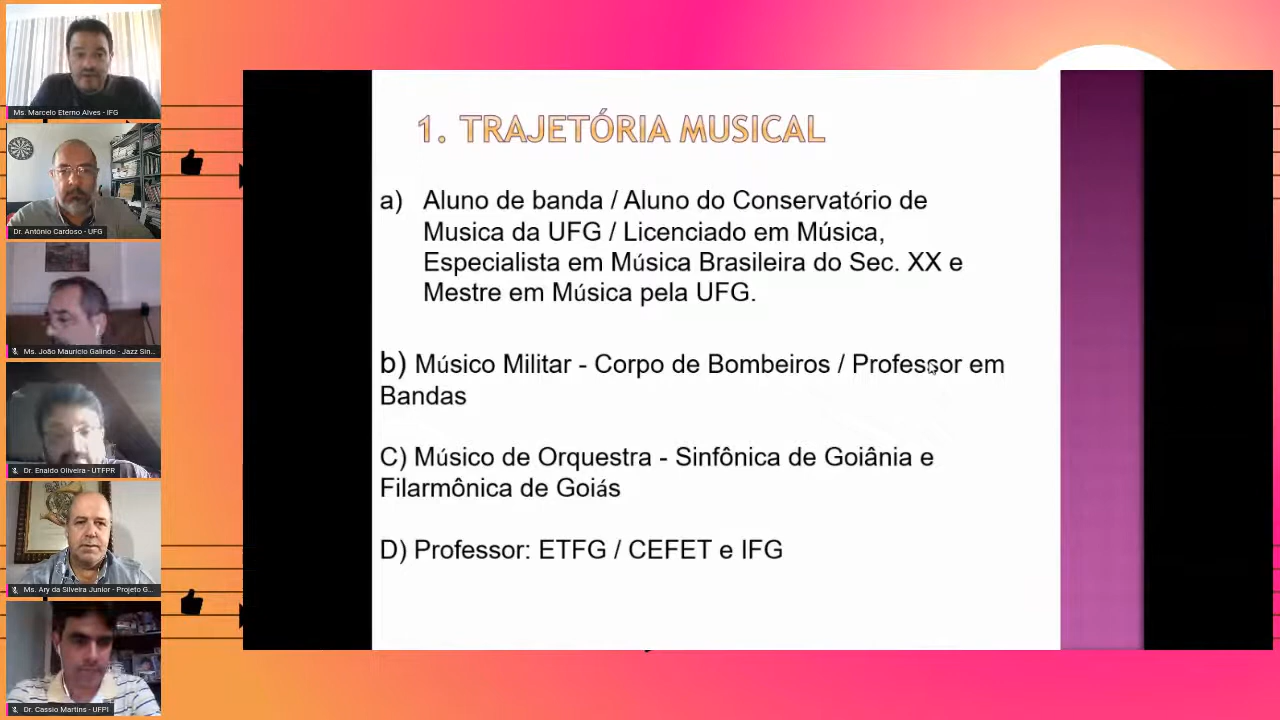 Ms. Marcelo Eterno Alves - IFG
Dr. Antônio Cardoso - UFG
Ms. João Maurício Galindo - Jazz Sin...
Dr. Enaldo Oliveira - UTFPR
Ms. Ary da Silveira Junior - Projeto G...
Dr. Cassio Martins - UFPI
1. TRAJETÓRIA MUSICAL
a) Aluno de banda / Aluno do Conservatório de
Musica da UFG / Licenciado em Música,
Especialista em Música Brasileira do Sec. XX e
Mestre em Música pela UFG.
b) Músico Militar - Corpo de Bombeiros / Professor em
Bandas
C) Músico de Orquestra - Sinfônica de Goiânia e
Filarmônica de Goiás
D) Professor: ETFG / CEFET e IFG